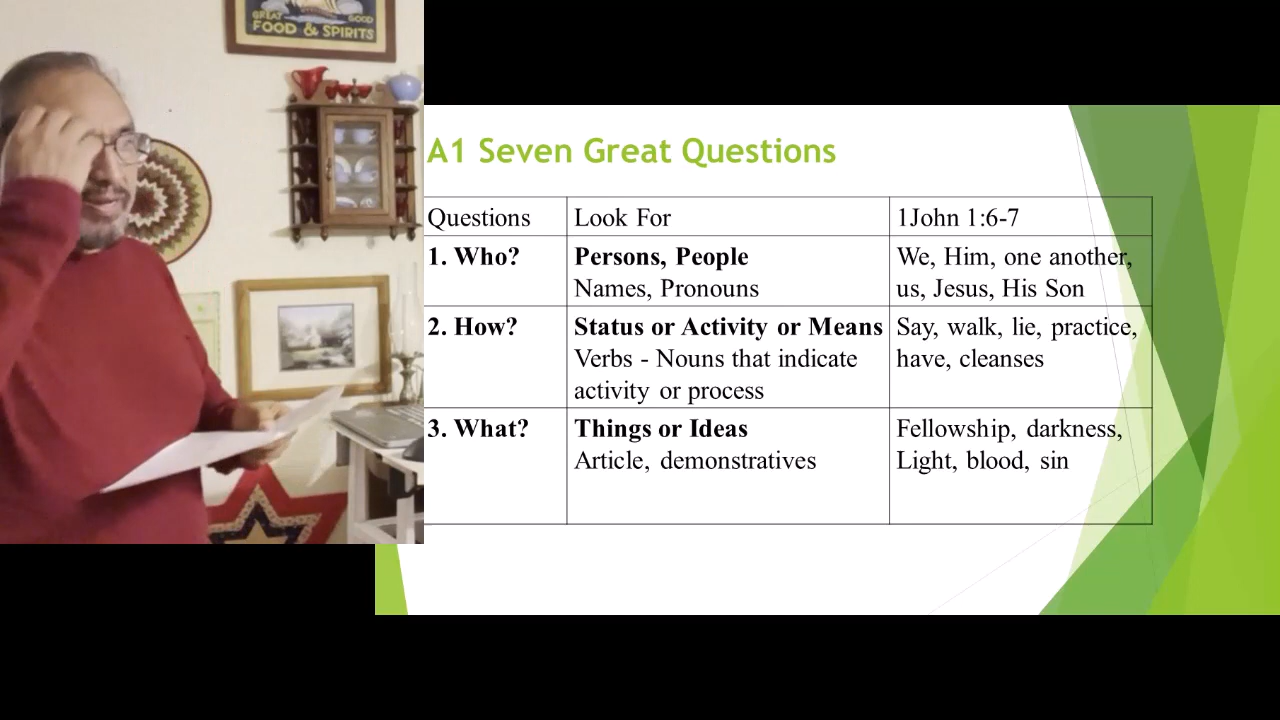 GREAT GOOD
FOOD & SPIRITS
A1 Seven Great Questions
Questions Look For 1John 1:6-7
1. Who? Persons, People We, Him, one another,
Names, Pronouns us, Jesus, His Son
2. How? Status or Activity or Means Say, walk, lie, practice,
Verbs - Nouns that indicate have, cleanses
activity or process
3. What? Things or Ideas Fellowship, darkness,
Article, demonstratives Light, blood, sin